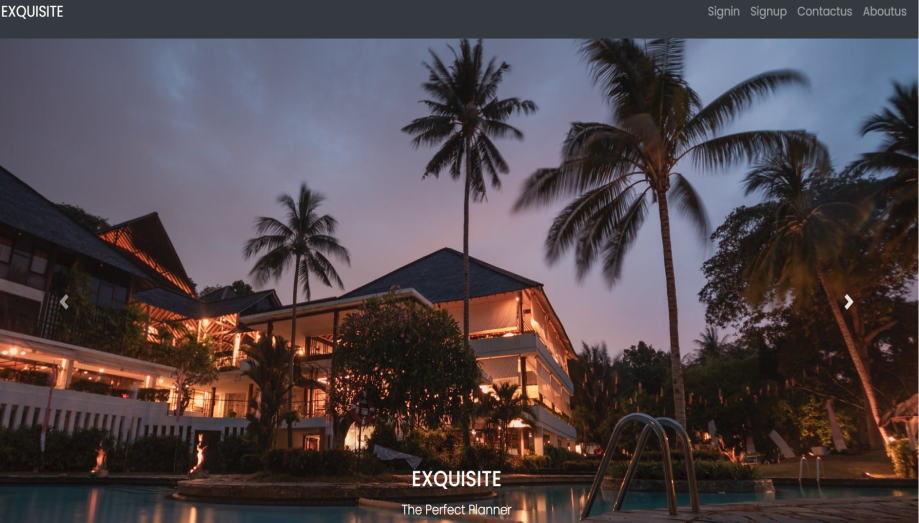 EXQUISITE
Signin Signup Contactus Aboutus
EXQUISITE
The Perfect Planner